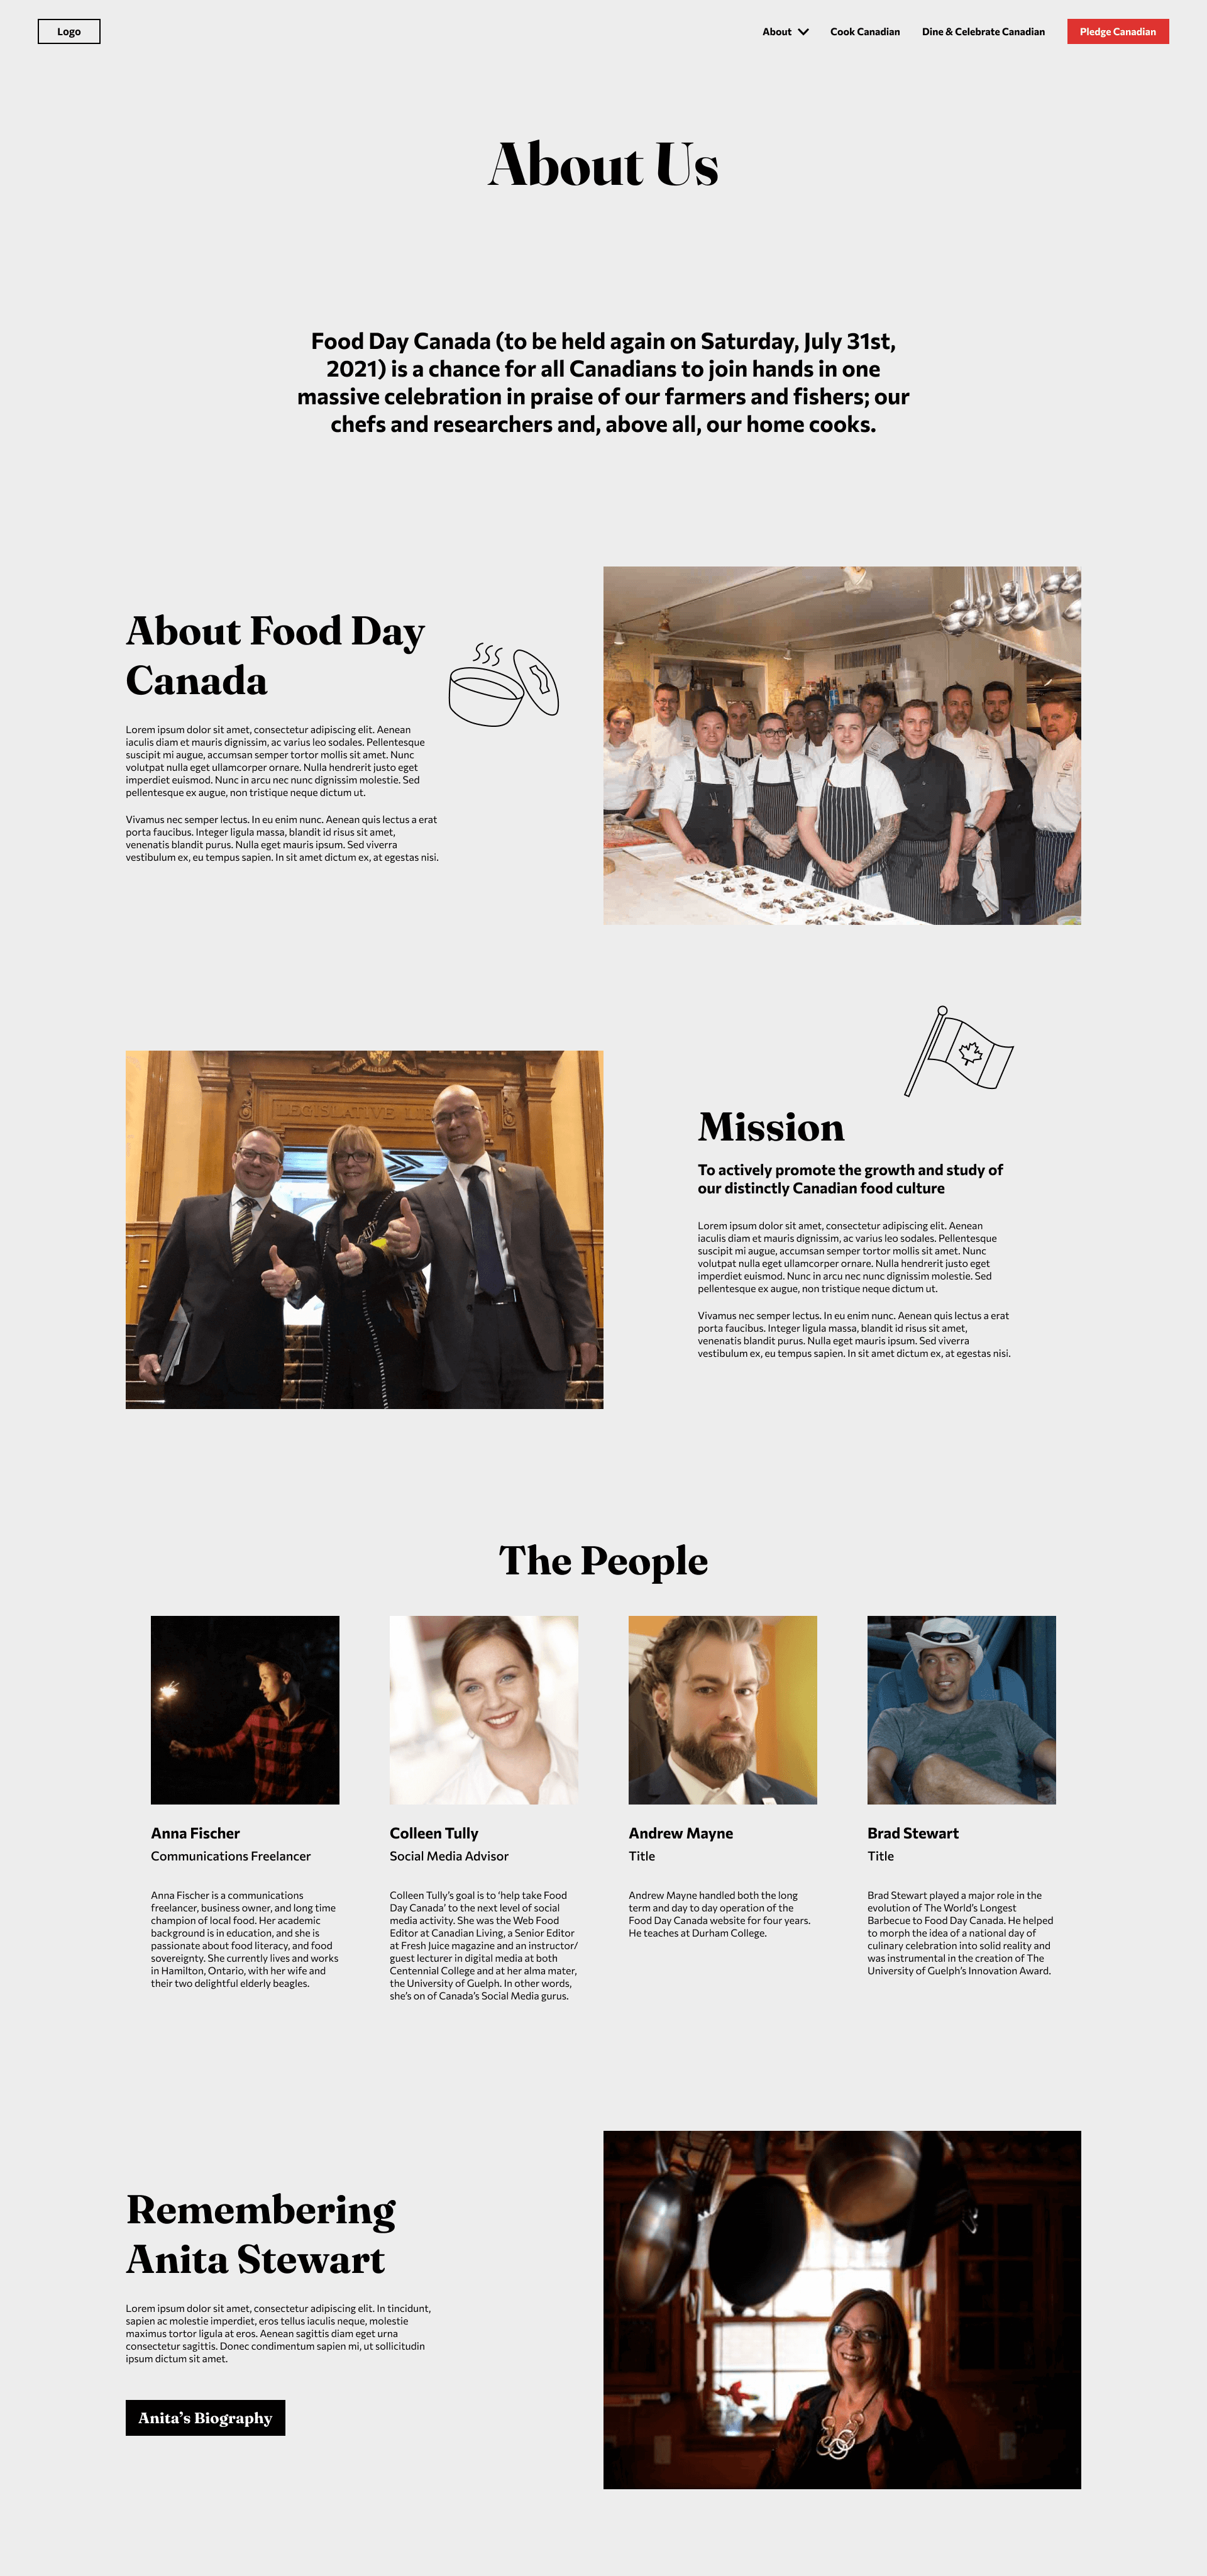 Logo
About
Cook Canadian
Dine & Celebrate Canadian
Pledge Canadian
About Us
Food Day Canada (to be held again on Saturday, July 31st,
2021) is a chance for all Canadians to join hands in one
massive celebration in praise of our farmers and fishers; our
chefs and researchers and, above all, our home cooks.
About Food Day
Canada
Lorem ipsum dolor sit amet, consectetur adipiscing elit. Aenean
iaculis diam et mauris dignissim, ac varius leo sodales. Pellentesque
suscipit mi augue, accumsan semper tortor mollis sit amet. Nunc
volutpat nulla eget ullamcorper ornare. Nulla hendrerit justo eget
imperdiet euismod. Nunc in arcu nec nunc dignissim molestie. Sed
pellentesque ex augue, non tristique neque dictum ut.
Vivamus nec semper lectus. In eu enim nunc. Aenean quis lectus a erat
porta faucibus. Integer ligula massa, blandit id risus sit amet,
venenatis blandit purus. Nulla eget mauris ipsum. Sed viverra
vestibulum ex, eu tempus sapien. In sit amet dictum ex, at egestas nisi.
LEGISLATIVE LIB
Mission
To actively promote the growth and study of
our distinctly Canadian food culture
Lorem ipsum dolor sit amet, consectetur adipiscing elit. Aenean
iaculis diam et mauris dignissim, ac varius leo sodales. Pellentesque
suscipit mi augue, accumsan semper tortor mollis sit amet. Nunc
volutpat nulla eget ullamcorper ornare. Nulla hendrerit justo eget
imperdiet euismod. Nunc in arcu nec nunc dignissim molestie. Sed
pellentesque ex augue, non tristique neque dictum ut.
Vivamus nec semper lectus. In eu enim nunc. Aenean quis lectus a erat
porta faucibus. Integer ligula massa, blandit id risus sit amet,
venenatis blandit purus. Nulla eget mauris ipsum. Sed viverra
vestibulum ex, eu tempus sapien. In sit amet dictum ex, at egestas nisi.
The People
Anna Fischer
Communications Freelancer
Anna Fischer is a communications
freelancer, business owner, and long time
champion of local food. Her academic
background is in education, and she is
passionate about food literacy, and food
sovereignty. She currently lives and works
in Hamilton, Ontario, with her wife and
their two delightful elderly beagles.
Colleen Tully
Social Media Advisor
Colleen Tully’s goal is to ‘help take Food
Day Canada’ to the next level of social
media activity. She was the Web Food
Editor at Canadian Living, a Senior Editor
at Fresh Juice magazine and an instructor/
guest lecturer in digital media at both
Centennial College and at her alma mater,
the University of Guelph. In other words,
she’s on of Canada’s Social Media gurus.
Andrew Mayne
Title
Andrew Mayne handled both the long
term and day to day operation of the
Food Day Canada website for four years.
He teaches at Durham College.
Brad Stewart
Title
Brad Stewart played a major role in the
evolution of The World’s Longest
Barbecue to Food Day Canada. He helped
to morph the idea of a national day of
culinary celebration into solid reality and
was instrumental in the creation of The
University of Guelph’s Innovation Award.
Remembering
Anita Stewart
Lorem ipsum dolor sit amet, consectetur adipiscing elit. In tincidunt,
sapien ac molestie imperdiet, eros tellus iaculis neque, molestie
maximus tortor ligula at eros. Aenean sagittis diam eget urna
consectetur sagittis. Donec condimentum sapien mi, ut sollicitudin
ipsum dictum sit amet.
Anita’s Biography